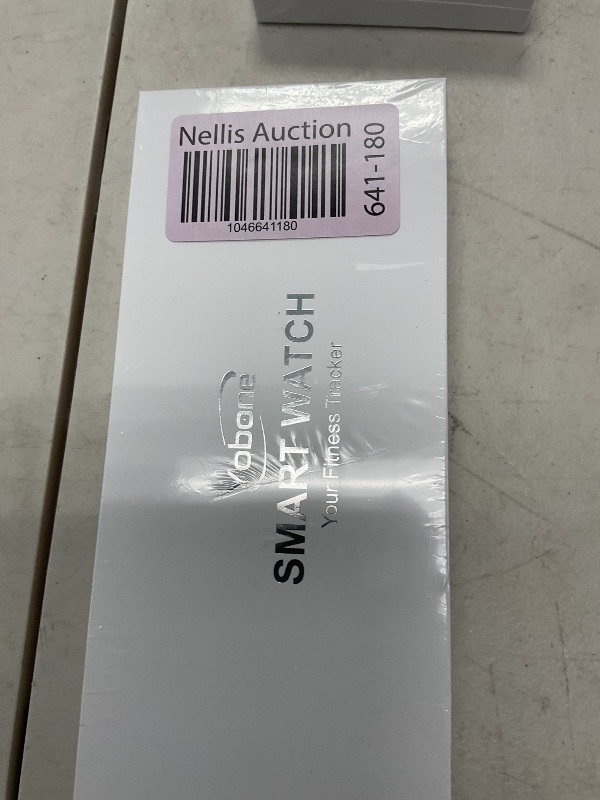 Nellis Auction
641-180
1046641180
obone
SMART WATCH
Your Fitness Tracker